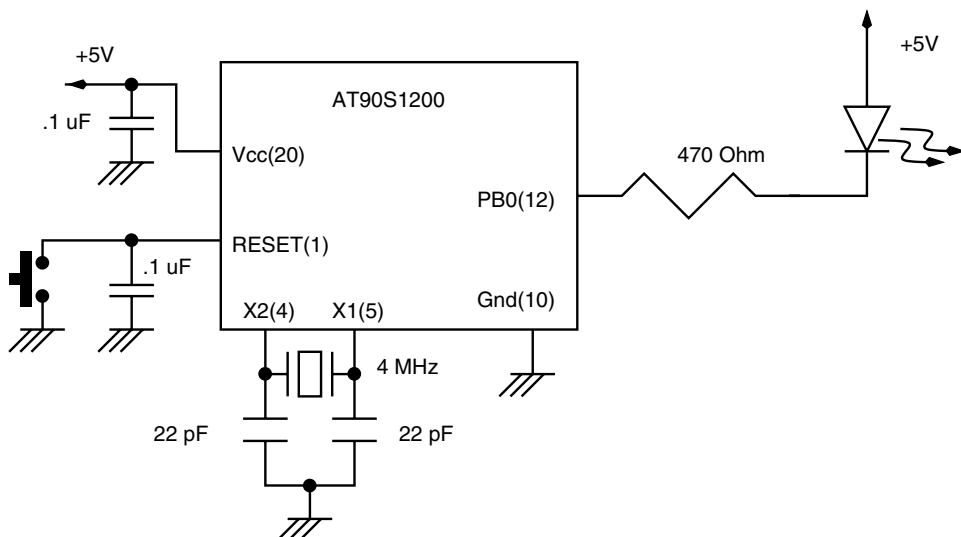 +5V
+5V
AT90S1200
.1 uF
Vcc(20)
470 Ohm
PB0(12)
RESET(1)
.1 uF
Gnd(10)
X2(4)
X1(5)
4 MHz
22 pF
22 pF